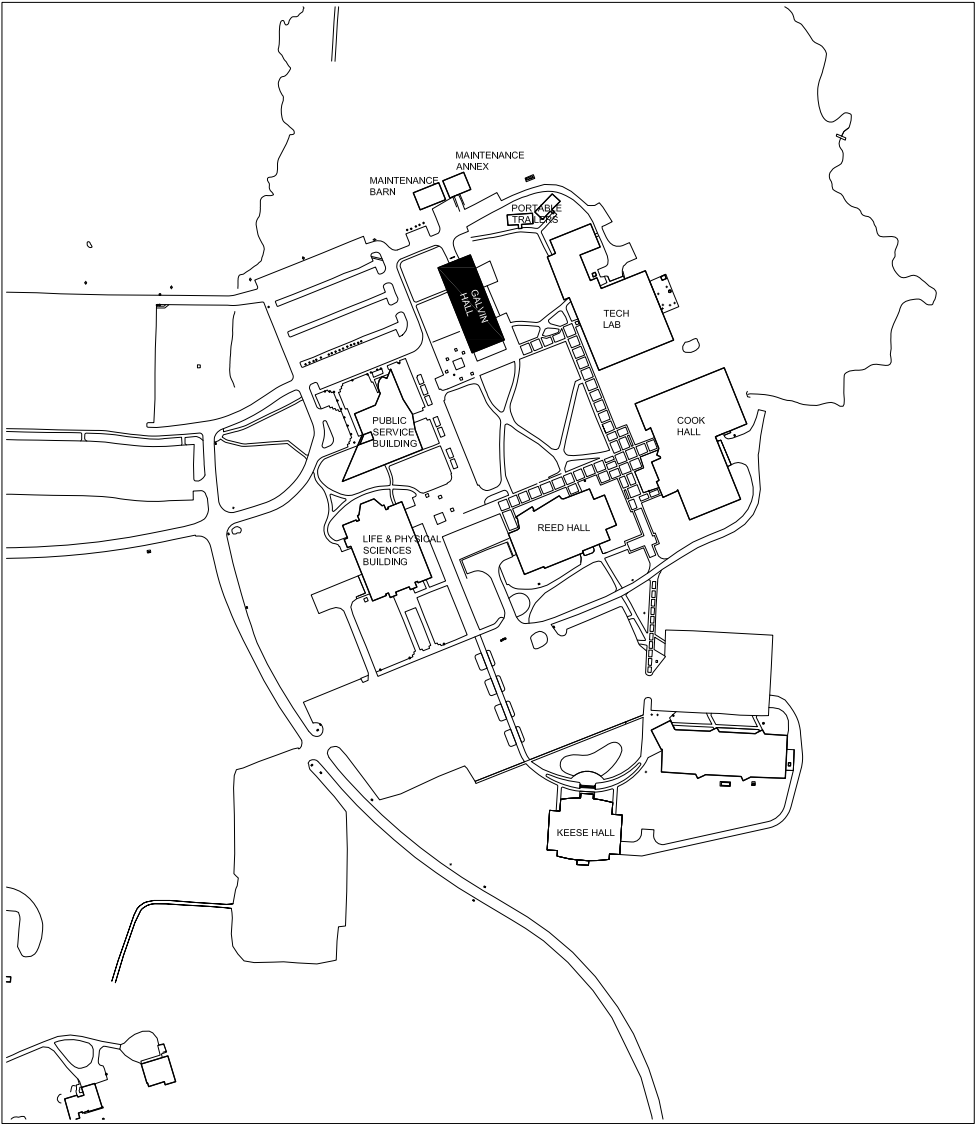 MAINTENANCE
ANNEX
MAINTENANCE
BARN
PORTABLE
TRAILERS
GALVIN
HALL
TECH
LAB
PUBLIC
SERVICE
BUILDING
COOK
HALL
REED HALL
LIFE & PHYSICAL
SCIENCES
BUILDING
KEESE HALL